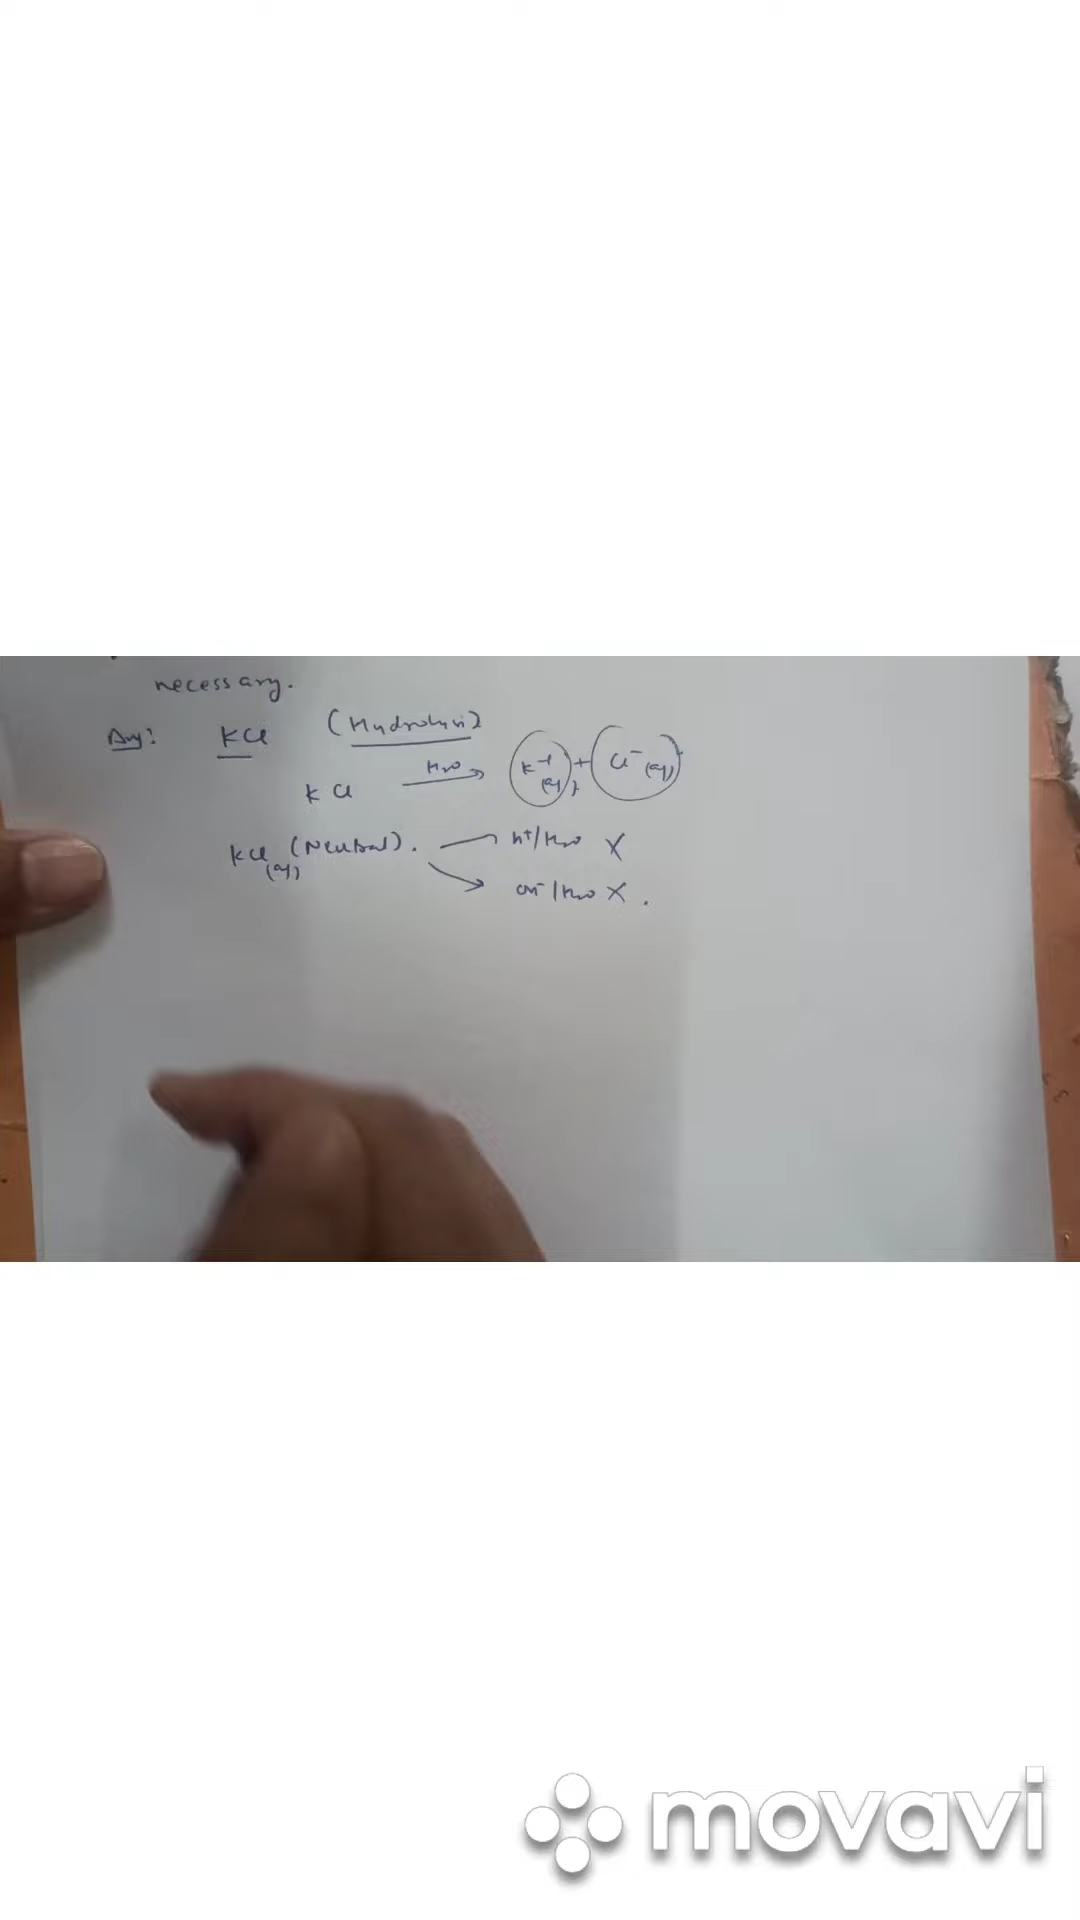 necessary.
Ans: KCl (Hydrolysis)
KCl H2O → K+(aq) + Cl-(aq)
KCl(aq) (Neutral). H+/H2O X
OH-/H2O X.
movavi